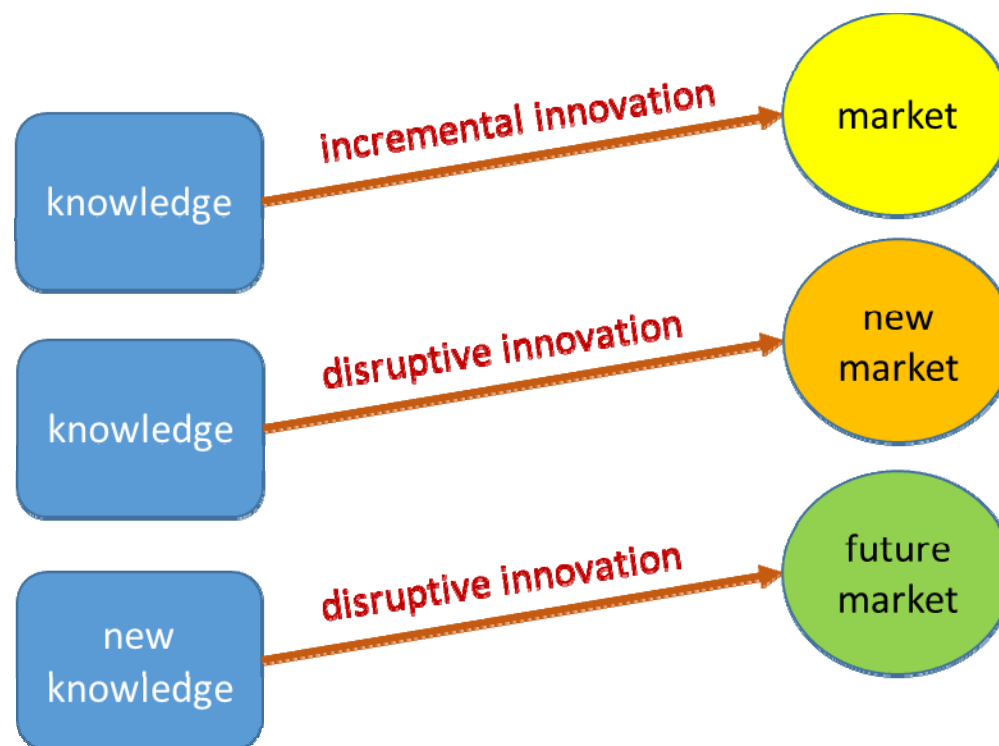 incremental innovation
market
knowledge
disruptive innovation
new
market
knowledge
disruptive innovation
future
market
new
knowledge